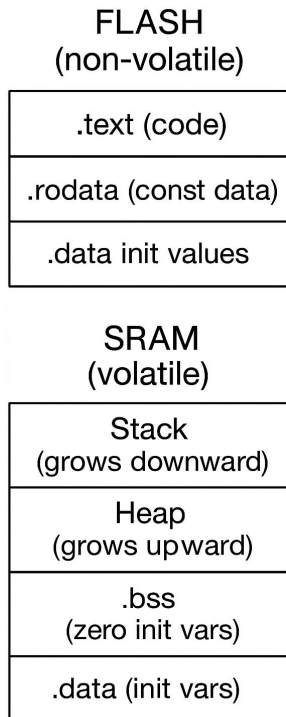 FLASH
(non-volatile)
.text (code)
.rodata (const data)
.data init values
SRAM
(volatile)
Stack
(grows downward)
Heap
(grows upward)
.bss
(zero init vars)
.data (init vars)